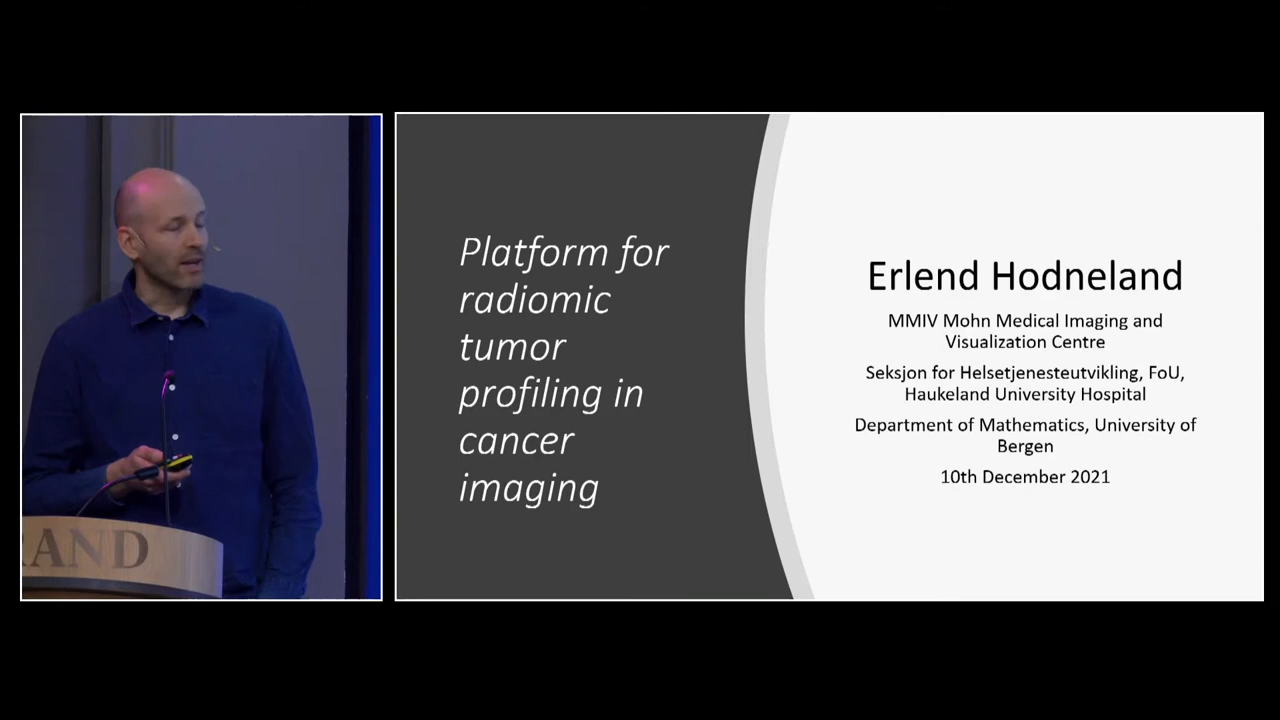 Platform for
radiomic
tumor
profiling in
cancer
imaging
Erlend Hodneland
MMIV Mohn Medical Imaging and
Visualization Centre
Seksjon for Helsetjenesteutvikling, FoU,
Haukeland University Hospital
Department of Mathematics, University of
Bergen
10th December 2021
RAND